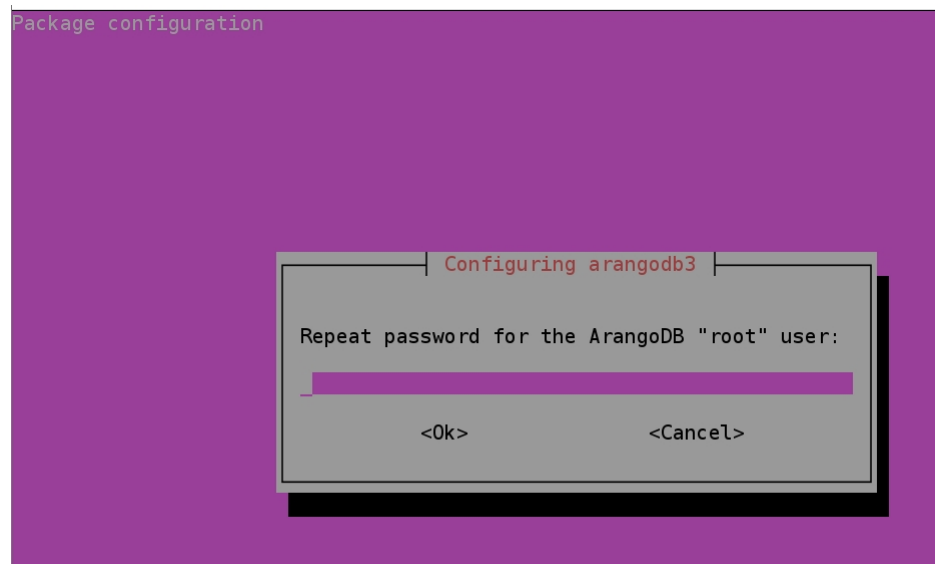 Package configuration
Configuring arangodb3
Repeat password for the ArangoDB "root" user:
<Ok> <Cancel>